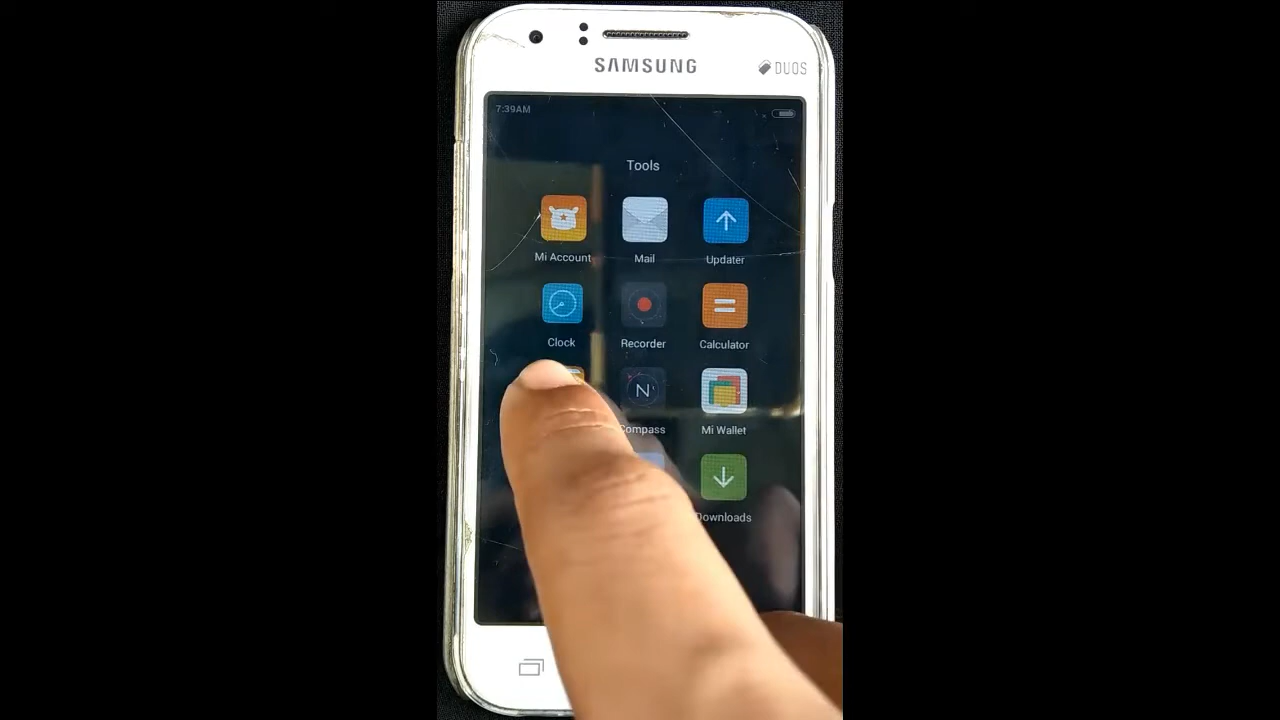 SAMSUNG
DUOS
7:39AM
Tools
Mi Account
Mail
Updater
Clock
Recorder
Calculator
N
Compass
Mi Wallet
Downloads